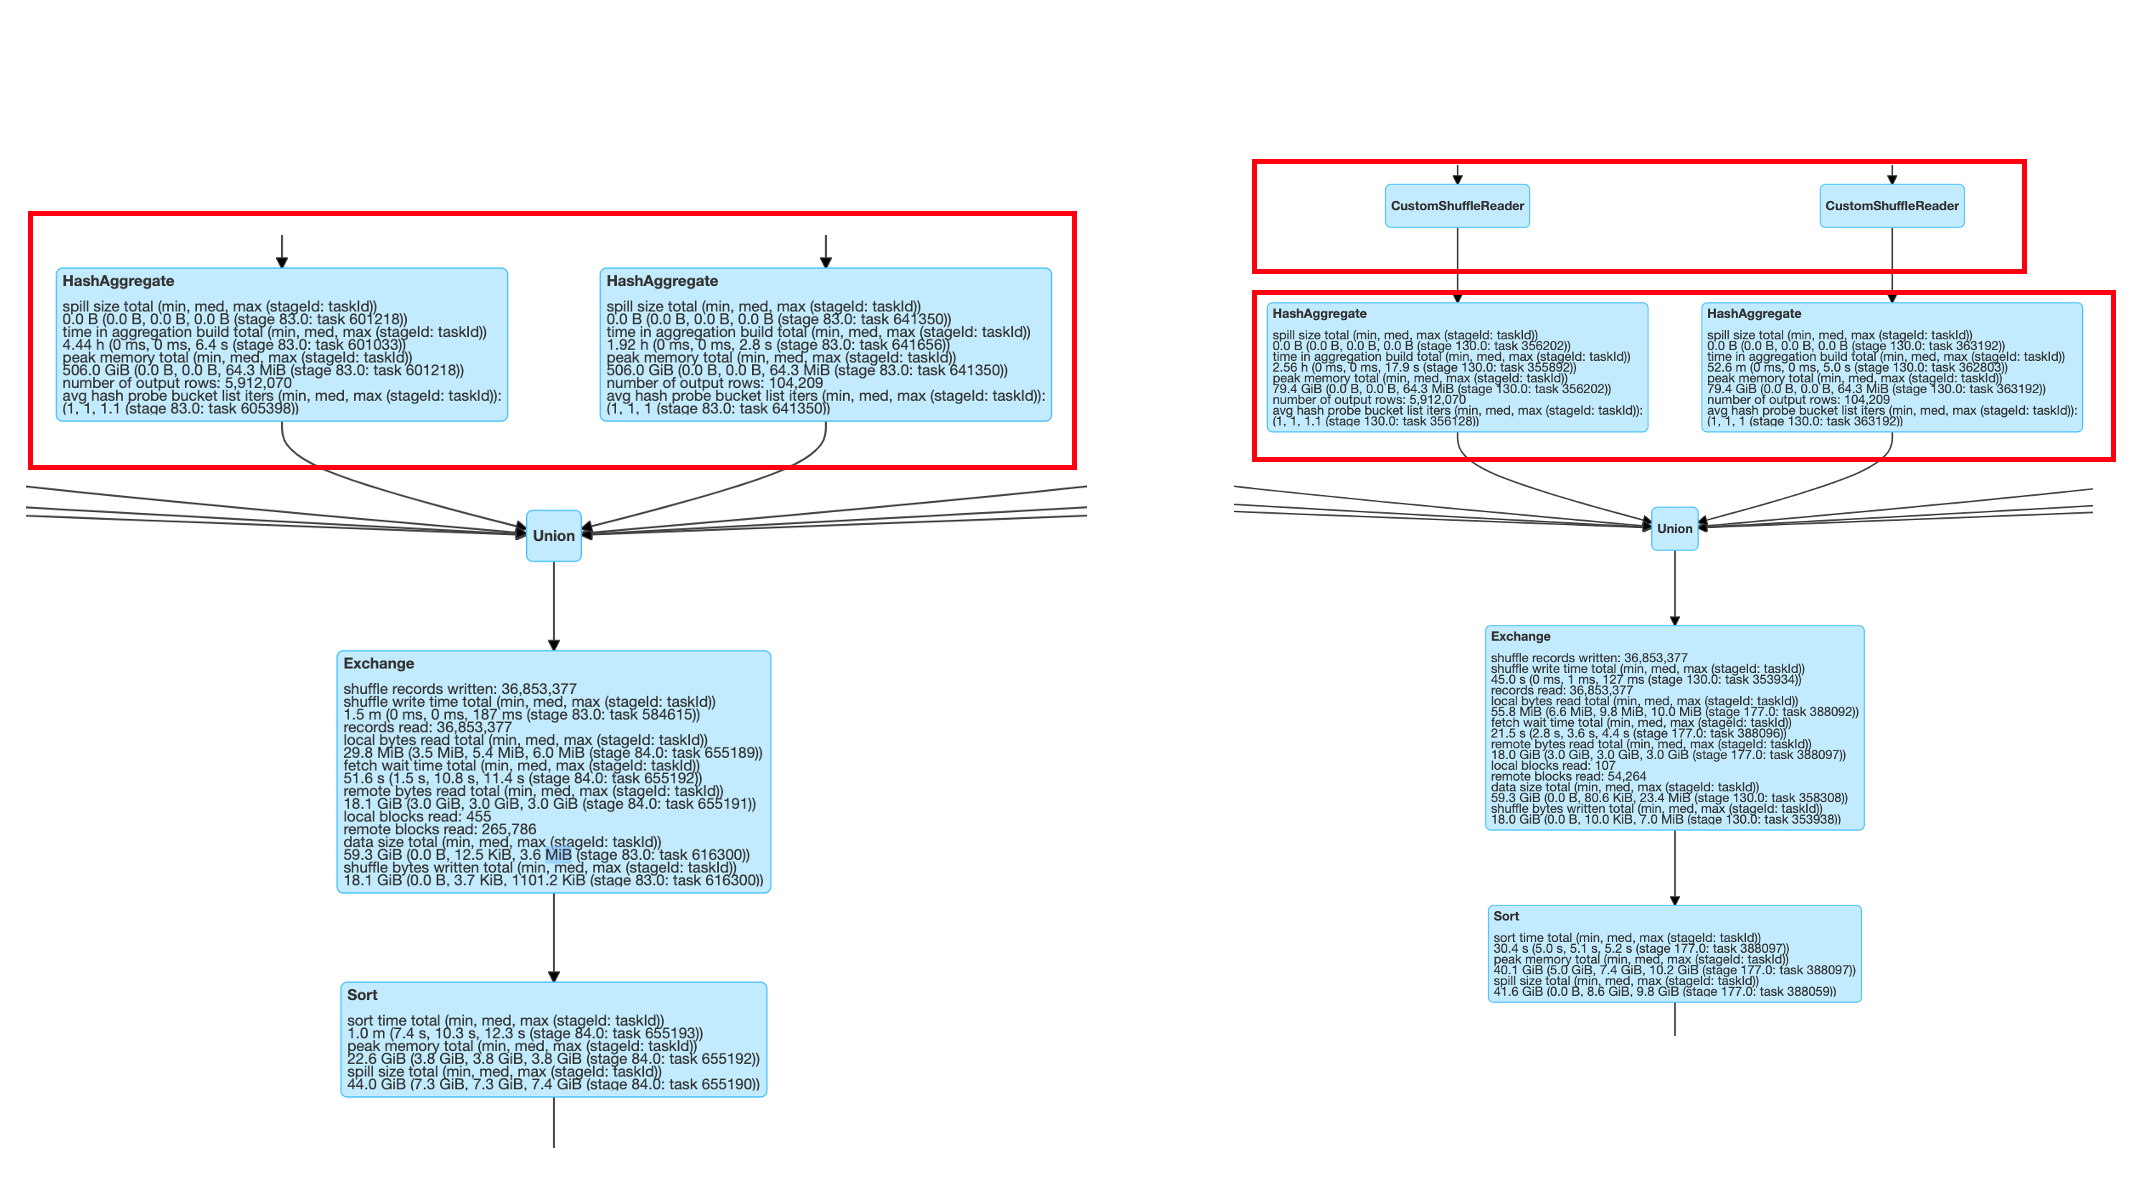 HashAggregate
spill size total (min, med, max (stageId: taskId))
0.0 B (0.0 B, 0.0 B, 0.0 B (stage 83.0: task 601218))
time in aggregation build total (min, med, max (stageId: taskId))
4.44 h (0 ms, 0 ms, 6.4 s (stage 83.0: task 601033))
peak memory total (min, med, max (stageId: taskId))
506.0 GiB (0.0 B, 0.0 B, 64.3 MiB (stage 83.0: task 601218))
number of output rows: 5,912,070
avg hash probe bucket list iters (min, med, max (stageId: taskId)):
(1, 1, 1.1 (stage 83.0: task 605398))
HashAggregate
spill size total (min, med, max (stageId: taskId))
0.0 B (0.0 B, 0.0 B, 0.0 B (stage 83.0: task 641350))
time in aggregation build total (min, med, max (stageId: taskId))
1.92 h (0 ms, 0 ms, 2.8 s (stage 83.0: task 641656))
peak memory total (min, med, max (stageId: taskId))
506.0 GiB (0.0 B, 0.0 B, 64.3 MiB (stage 83.0: task 641350))
number of output rows: 104,209
avg hash probe bucket list iters (min, med, max (stageId: taskId)):
(1, 1, 1 (stage 83.0: task 641350))
Union
Exchange
shuffle records written: 36,853,377
shuffle write time total (min, med, max (stageId: taskId))
1.5 m (0 ms, 0 ms, 187 ms (stage 83.0: task 584615))
records read: 36,853,377
local bytes read total (min, med, max (stageId: taskId))
29.8 MiB (3.5 MiB, 5.4 MiB, 6.0 MiB (stage 84.0: task 655189))
fetch wait time total (min, med, max (stageId: taskId))
51.6 s (1.5 s, 10.8 s, 11.4 s (stage 84.0: task 655192))
remote bytes read total (min, med, max (stageId: taskId))
18.1 GiB (3.0 GiB, 3.0 GiB, 3.0 GiB (stage 84.0: task 655191))
local blocks read: 455
remote blocks read: 265,786
data size total (min, med, max (stageId: taskId))
59.3 GiB (0.0 B, 12.5 KiB, 3.6 MiB (stage 83.0: task 616300))
shuffle bytes written total (min, med, max (stageId: taskId))
18.1 GiB (0.0 B, 3.7 KiB, 1101.2 KiB (stage 83.0: task 616300))
Sort
sort time total (min, med, max (stageId: taskId))
1.0 m (7.4 s, 10.3 s, 12.3 s (stage 84.0: task 655193))
peak memory total (min, med, max (stageId: taskId))
22.6 GiB (3.8 GiB, 3.8 GiB, 3.8 GiB (stage 84.0: task 655192))
spill size total (min, med, max (stageId: taskId))
44.0 GiB (7.3 GiB, 7.3 GiB, 7.4 GiB (stage 84.0: task 655190))
CustomShuffleReader
CustomShuffleReader
HashAggregate
spill size total (min, med, max (stageId: taskId))
0.0 B (0.0 B, 0.0 B, 0.0 B (stage 130.0: task 356202))
time in aggregation build total (min, med, max (stageId: taskId))
2.56 h (0 ms, 0 ms, 17.9 s (stage 130.0: task 355892))
peak memory total (min, med, max (stageId: taskId))
79.4 GiB (0.0 B, 0.0 B, 64.3 MiB (stage 130.0: task 356202))
number of output rows: 5,912,070
avg hash probe bucket list iters (min, med, max (stageId: taskId)):
(1, 1, 1.1 (stage 130.0: task 356128))
HashAggregate
spill size total (min, med, max (stageId: taskId))
0.0 B (0.0 B, 0.0 B, 0.0 B (stage 130.0: task 363192))
time in aggregation build total (min, med, max (stageId: taskId))
52.6 m (0 ms, 0 ms, 5.0 s (stage 130.0: task 362803))
peak memory total (min, med, max (stageId: taskId))
79.4 GiB (0.0 B, 0.0 B, 64.3 MiB (stage 130.0: task 363192))
number of output rows: 104,209
avg hash probe bucket list iters (min, med, max (stageId: taskId)):
(1, 1, 1 (stage 130.0: task 363192))
Union
Exchange
shuffle records written: 36,853,377
shuffle write time total (min, med, max (stageId: taskId))
45.0 s (0 ms, 1 ms, 127 ms (stage 130.0: task 353934))
records read: 36,853,377
local bytes read total (min, med, max (stageId: taskId))
55.8 MiB (6.6 MiB, 9.8 MiB, 10.0 MiB (stage 177.0: task 388092))
fetch wait time total (min, med, max (stageId: taskId))
21.5 s (2.8 s, 3.6 s, 4.4 s (stage 177.0: task 388096))
remote bytes read total (min, med, max (stageId: taskId))
18.0 GiB (3.0 GiB, 3.0 GiB, 3.0 GiB (stage 177.0: task 388097))
local blocks read: 107
remote blocks read: 54,264
data size total (min, med, max (stageId: taskId))
59.3 GiB (0.0 B, 80.6 KiB, 23.4 MiB (stage 130.0: task 358308))
shuffle bytes written total (min, med, max (stageId: taskId))
18.0 GiB (0.0 B, 10.0 KiB, 7.0 MiB (stage 130.0: task 353938))
Sort
sort time total (min, med, max (stageId: taskId))
30.4 s (5.0 s, 5.1 s, 5.2 s (stage 177.0: task 388097))
peak memory total (min, med, max (stageId: taskId))
40.1 GiB (5.0 GiB, 7.4 GiB, 10.2 GiB (stage 177.0: task 388097))
spill size total (min, med, max (stageId: taskId))
41.6 GiB (0.0 B, 8.6 GiB, 9.8 GiB (stage 177.0: task 388059))